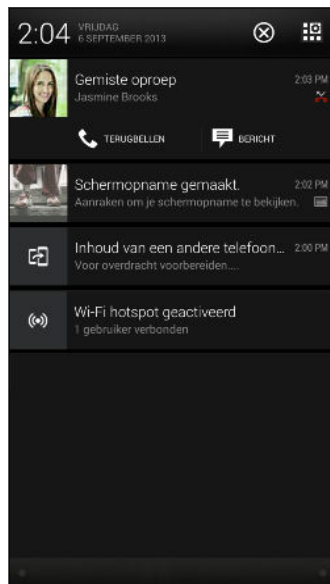 2:04
VRIJDAG
6 SEPTEMBER 2013
Gemiste oproep 2:03 PM
Jasmine Brooks
TERUGBELLEN BERICHT
Schermopname gemaakt. 2:02 PM
Aanraken om je schermopname te bekijken.
Inhoud van een andere telefoon... 2:00 PM
Voor overdracht voorbereiden....
Wi-Fi hotspot geactiveerd
1 gebruiker verbonden